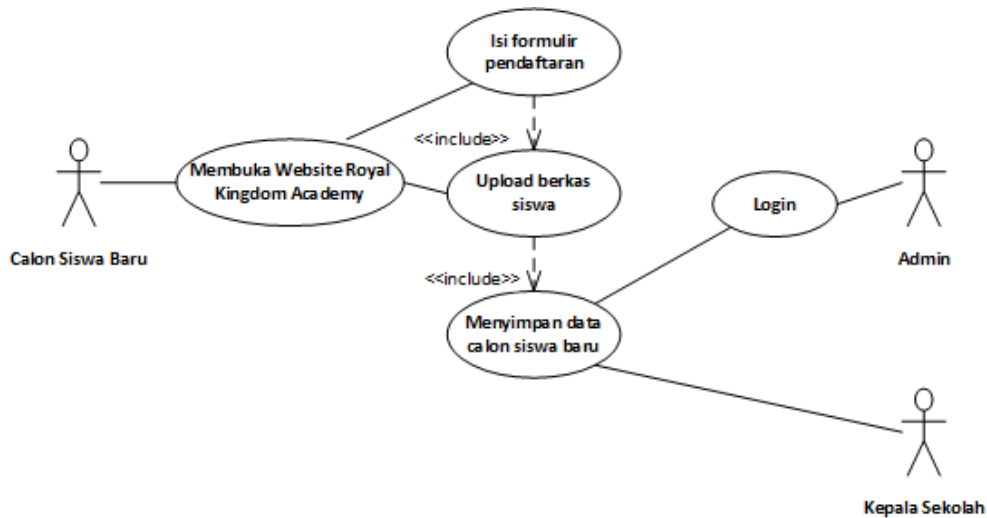 Isi formulir
pendaftaran
<<include>>
Membuka Website Royal
Kingdom Academy
Upload berkas
siswa
Login
Calon Siswa Baru
Admin
<<include>>
Menyimpan data
calon siswa baru
Kepala Sekolah